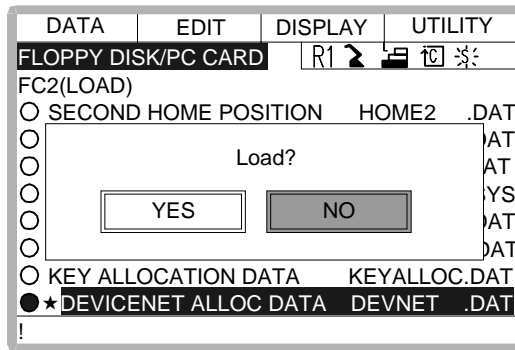 DATA EDIT DISPLAY UTILITY
FLOPPY DISK/PC CARD R1 S
FC2(LOAD)
SECOND HOME POSITION HOME2 .DAT
Load?
YES NO
KEY ALLOCATION DATA KEYALLOC.DAT
★DEVICENET ALLOC DATA DEVNET .DAT
!